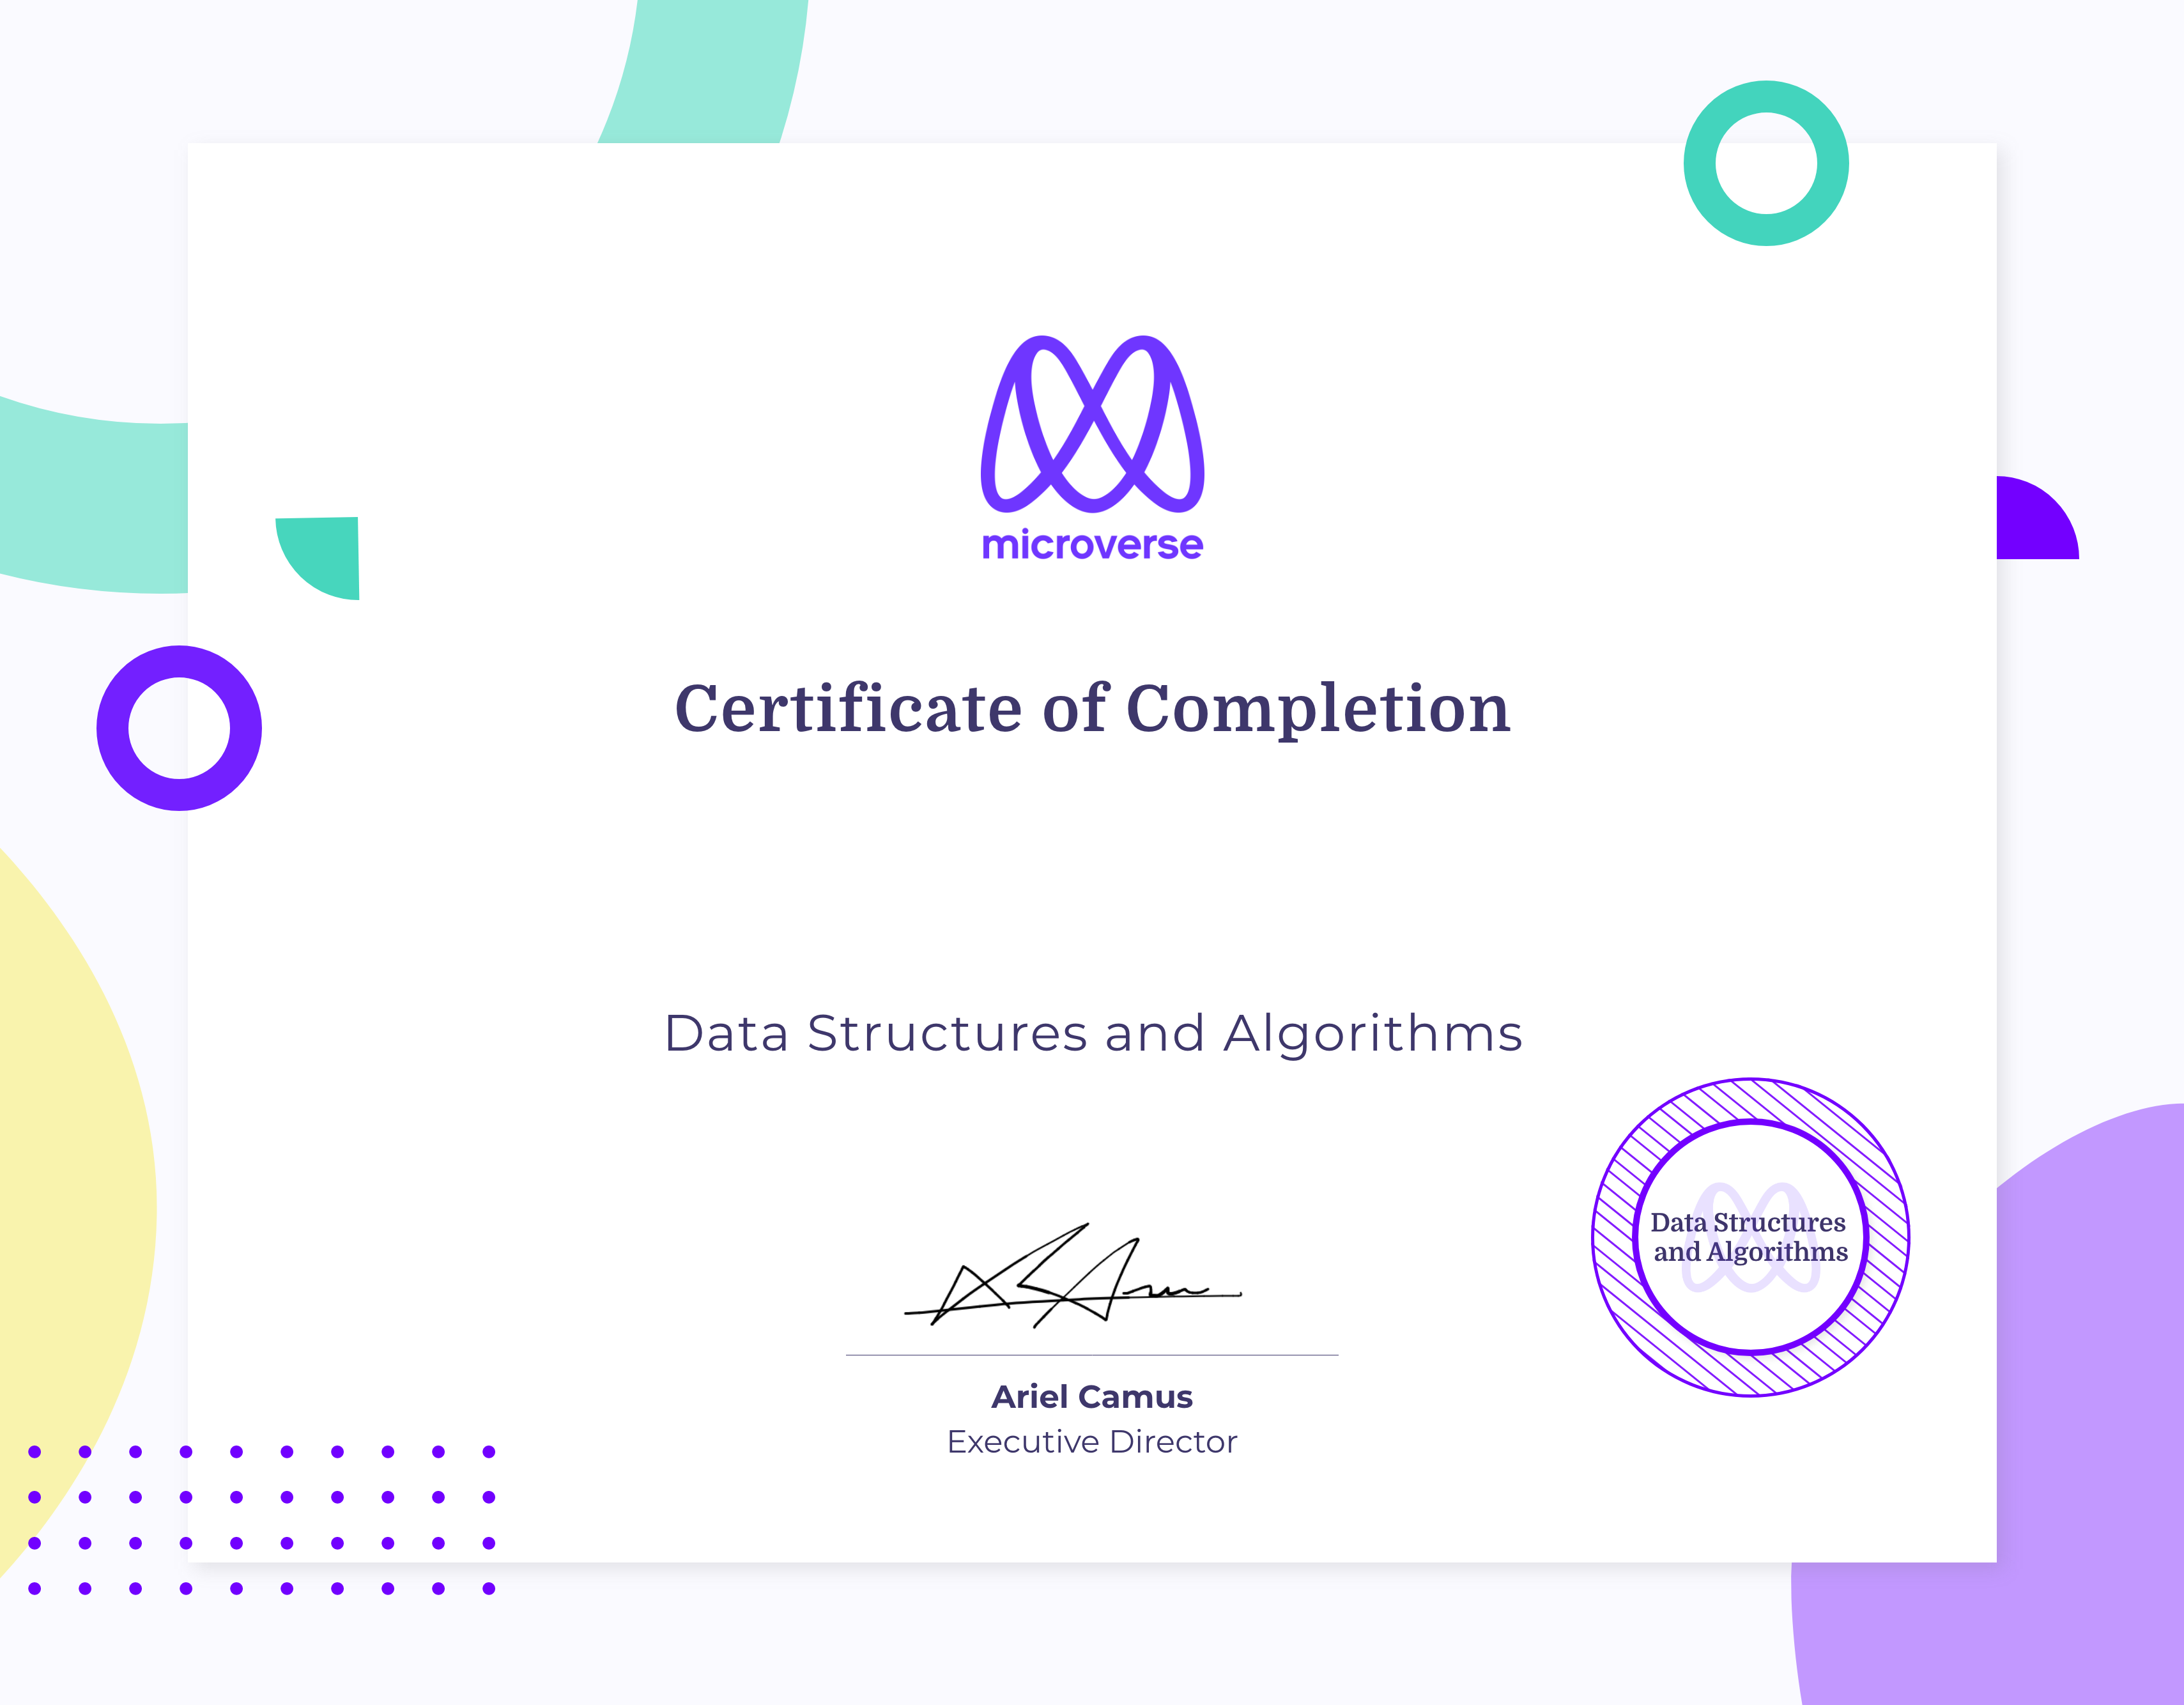 microverse
Certificate of Completion
Data Structures and Algorithms
Data Structures
and Algorithms
Ariel Camus
Executive Director